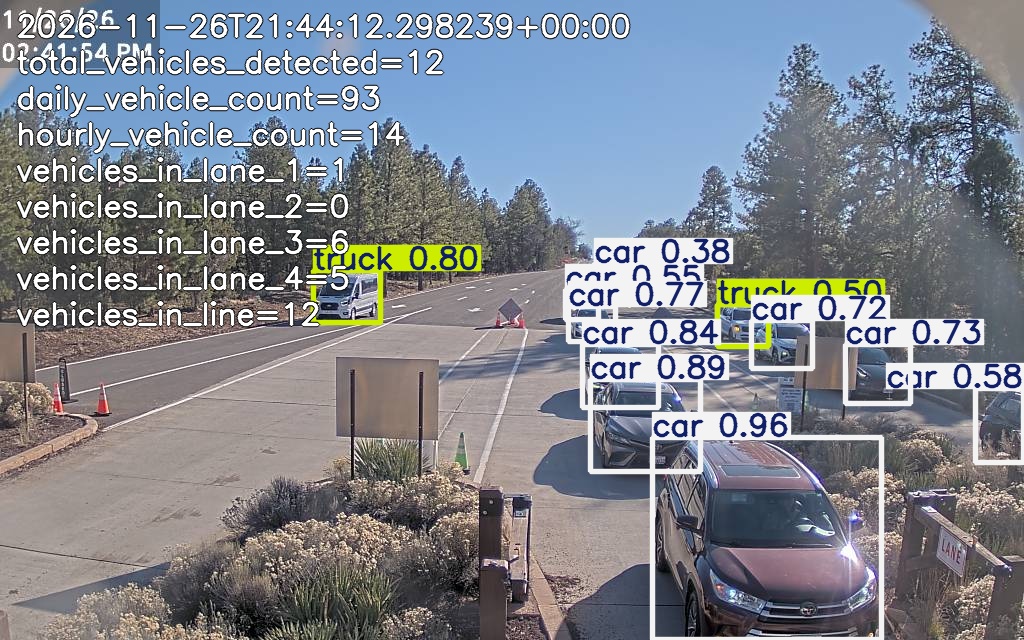 11/26/26
02:41:54 PM
2026-11-26T21:44:12.298239+00:00
total_vehicles_detected=12
daily_vehicle_count=93
hourly_vehicle_count=14
vehicles_in_lane_1=1
vehicles_in_lane_2=0
vehicles_in_lane_3=6
vehicles_in_lane_4=5
vehicles_in_line=12
truck 0.80
car 0.38
car 0.55
car 0.77
truck 0.50
car 0.72
car 0.84
car 0.73
car 0.89
car 0.58
car 0.96
LANE